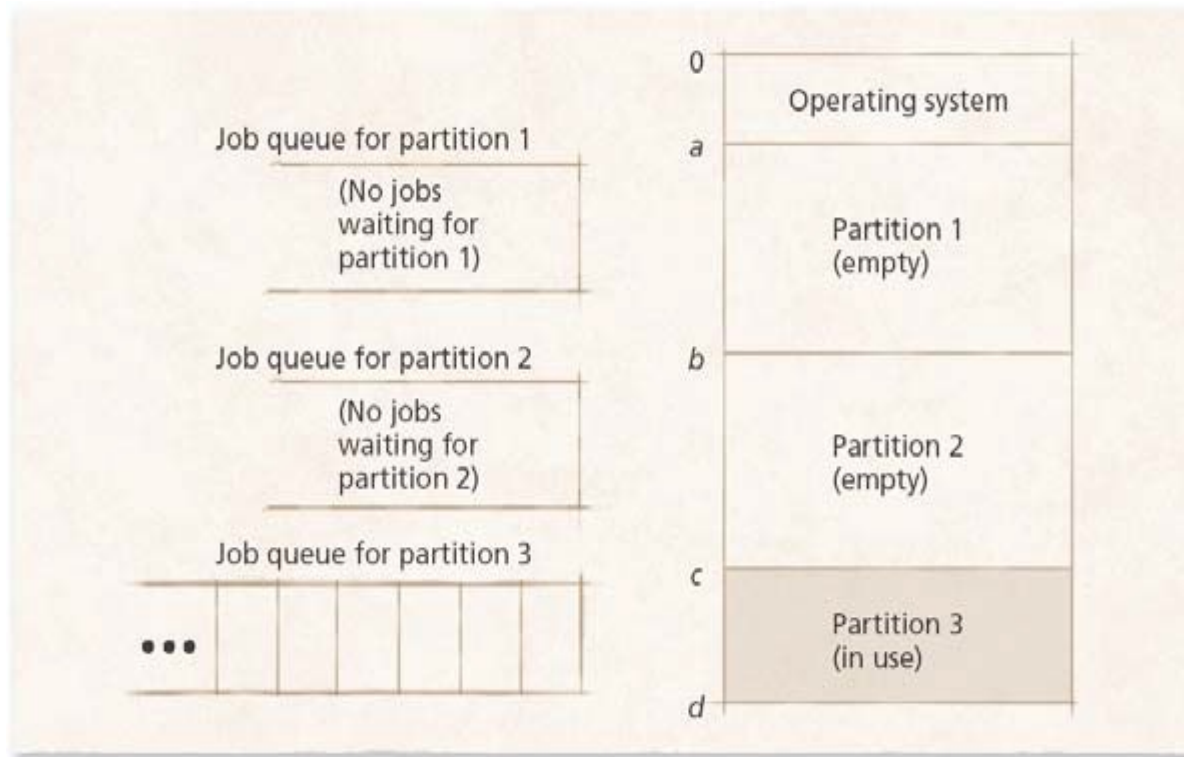 Job queue for partition 1
(No jobs
waiting for
partition 1)
Job queue for partition 2
(No jobs
waiting for
partition 2)
Job queue for partition 3
...
0
Operating system
a
Partition 1
(empty)
b
Partition 2
(empty)
c
Partition 3
(in use)
d